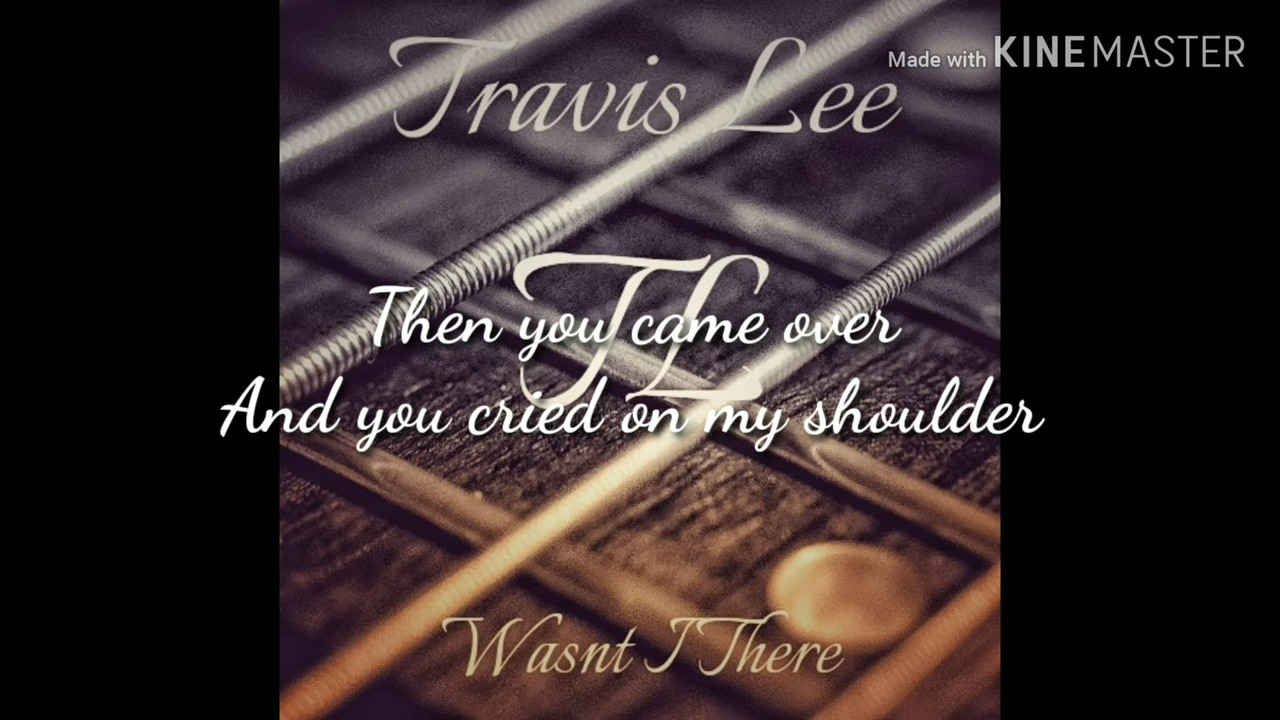 Travis Lee
Made with KINEMASTER
TL
Then you came over
And you cried on my shoulder
Wasnt I There